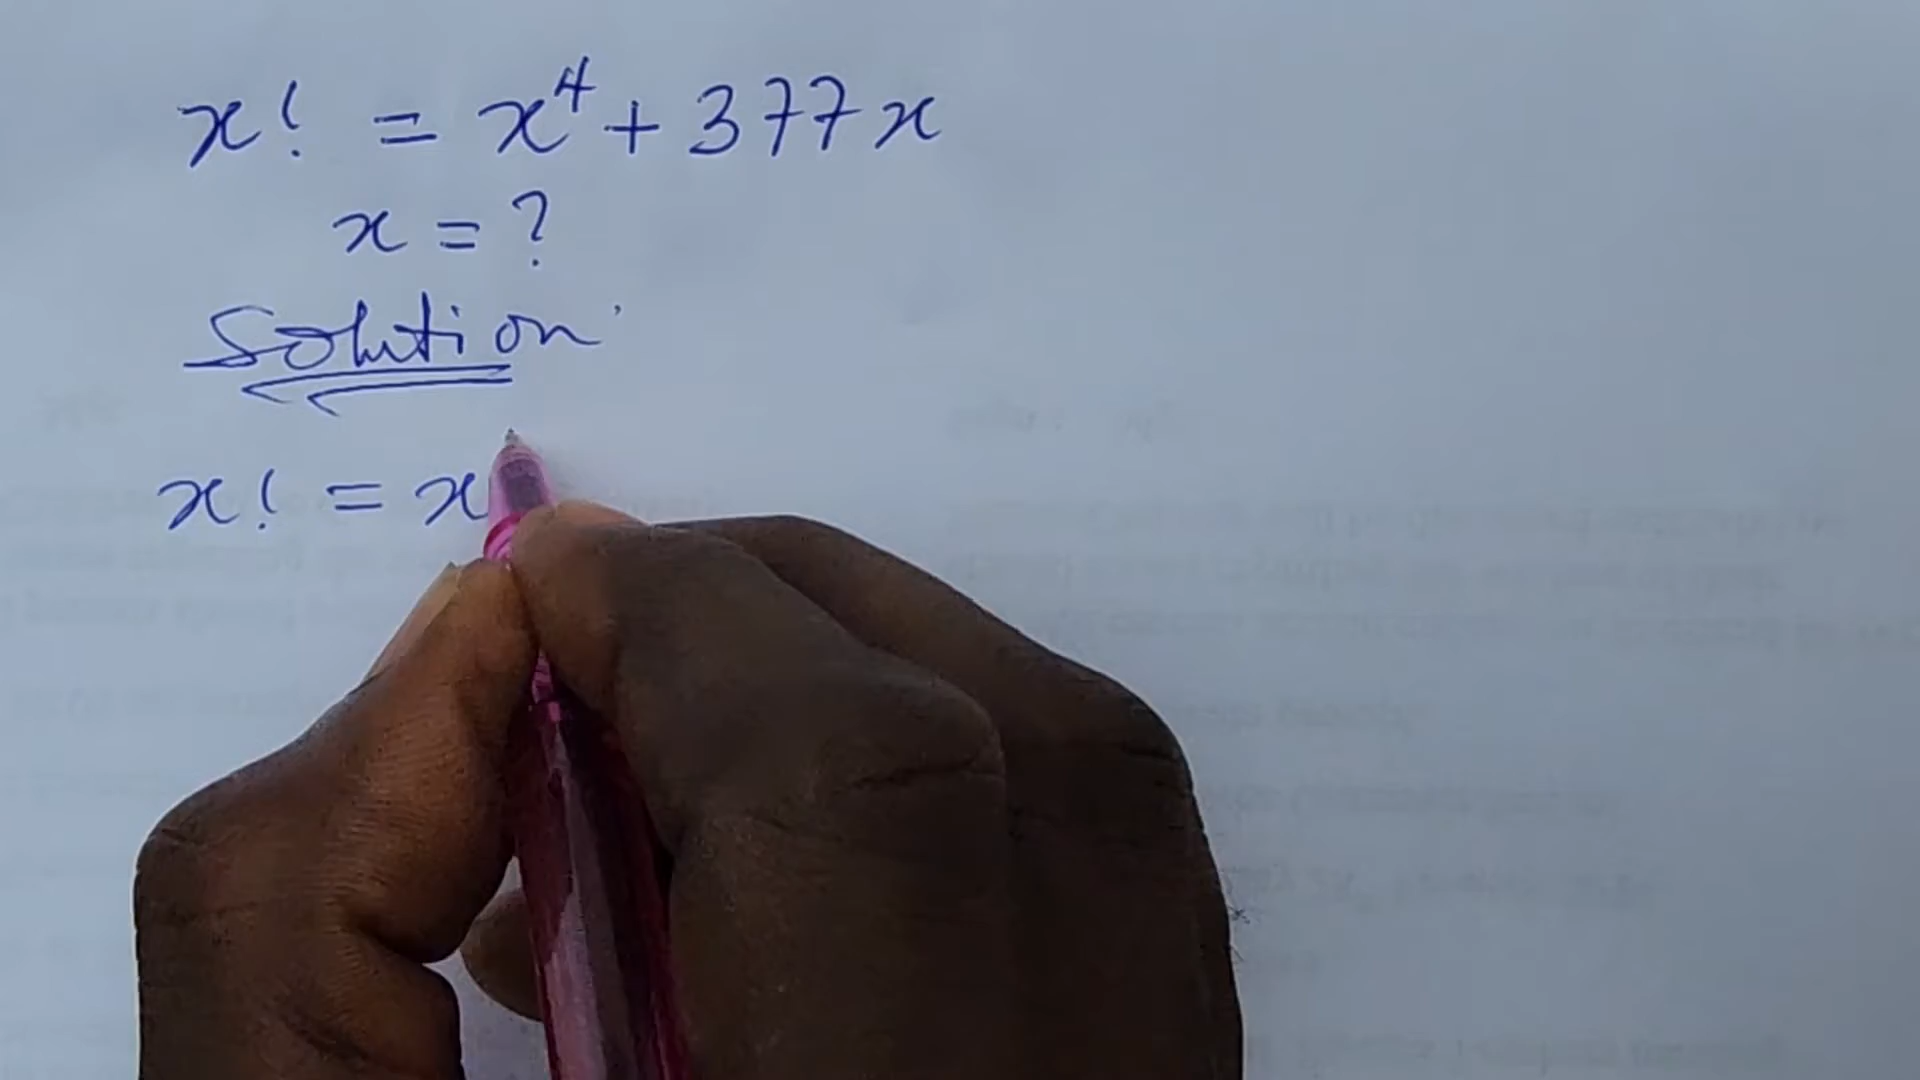 x! = x⁴ + 377x
x = ?
Solution
x! = x